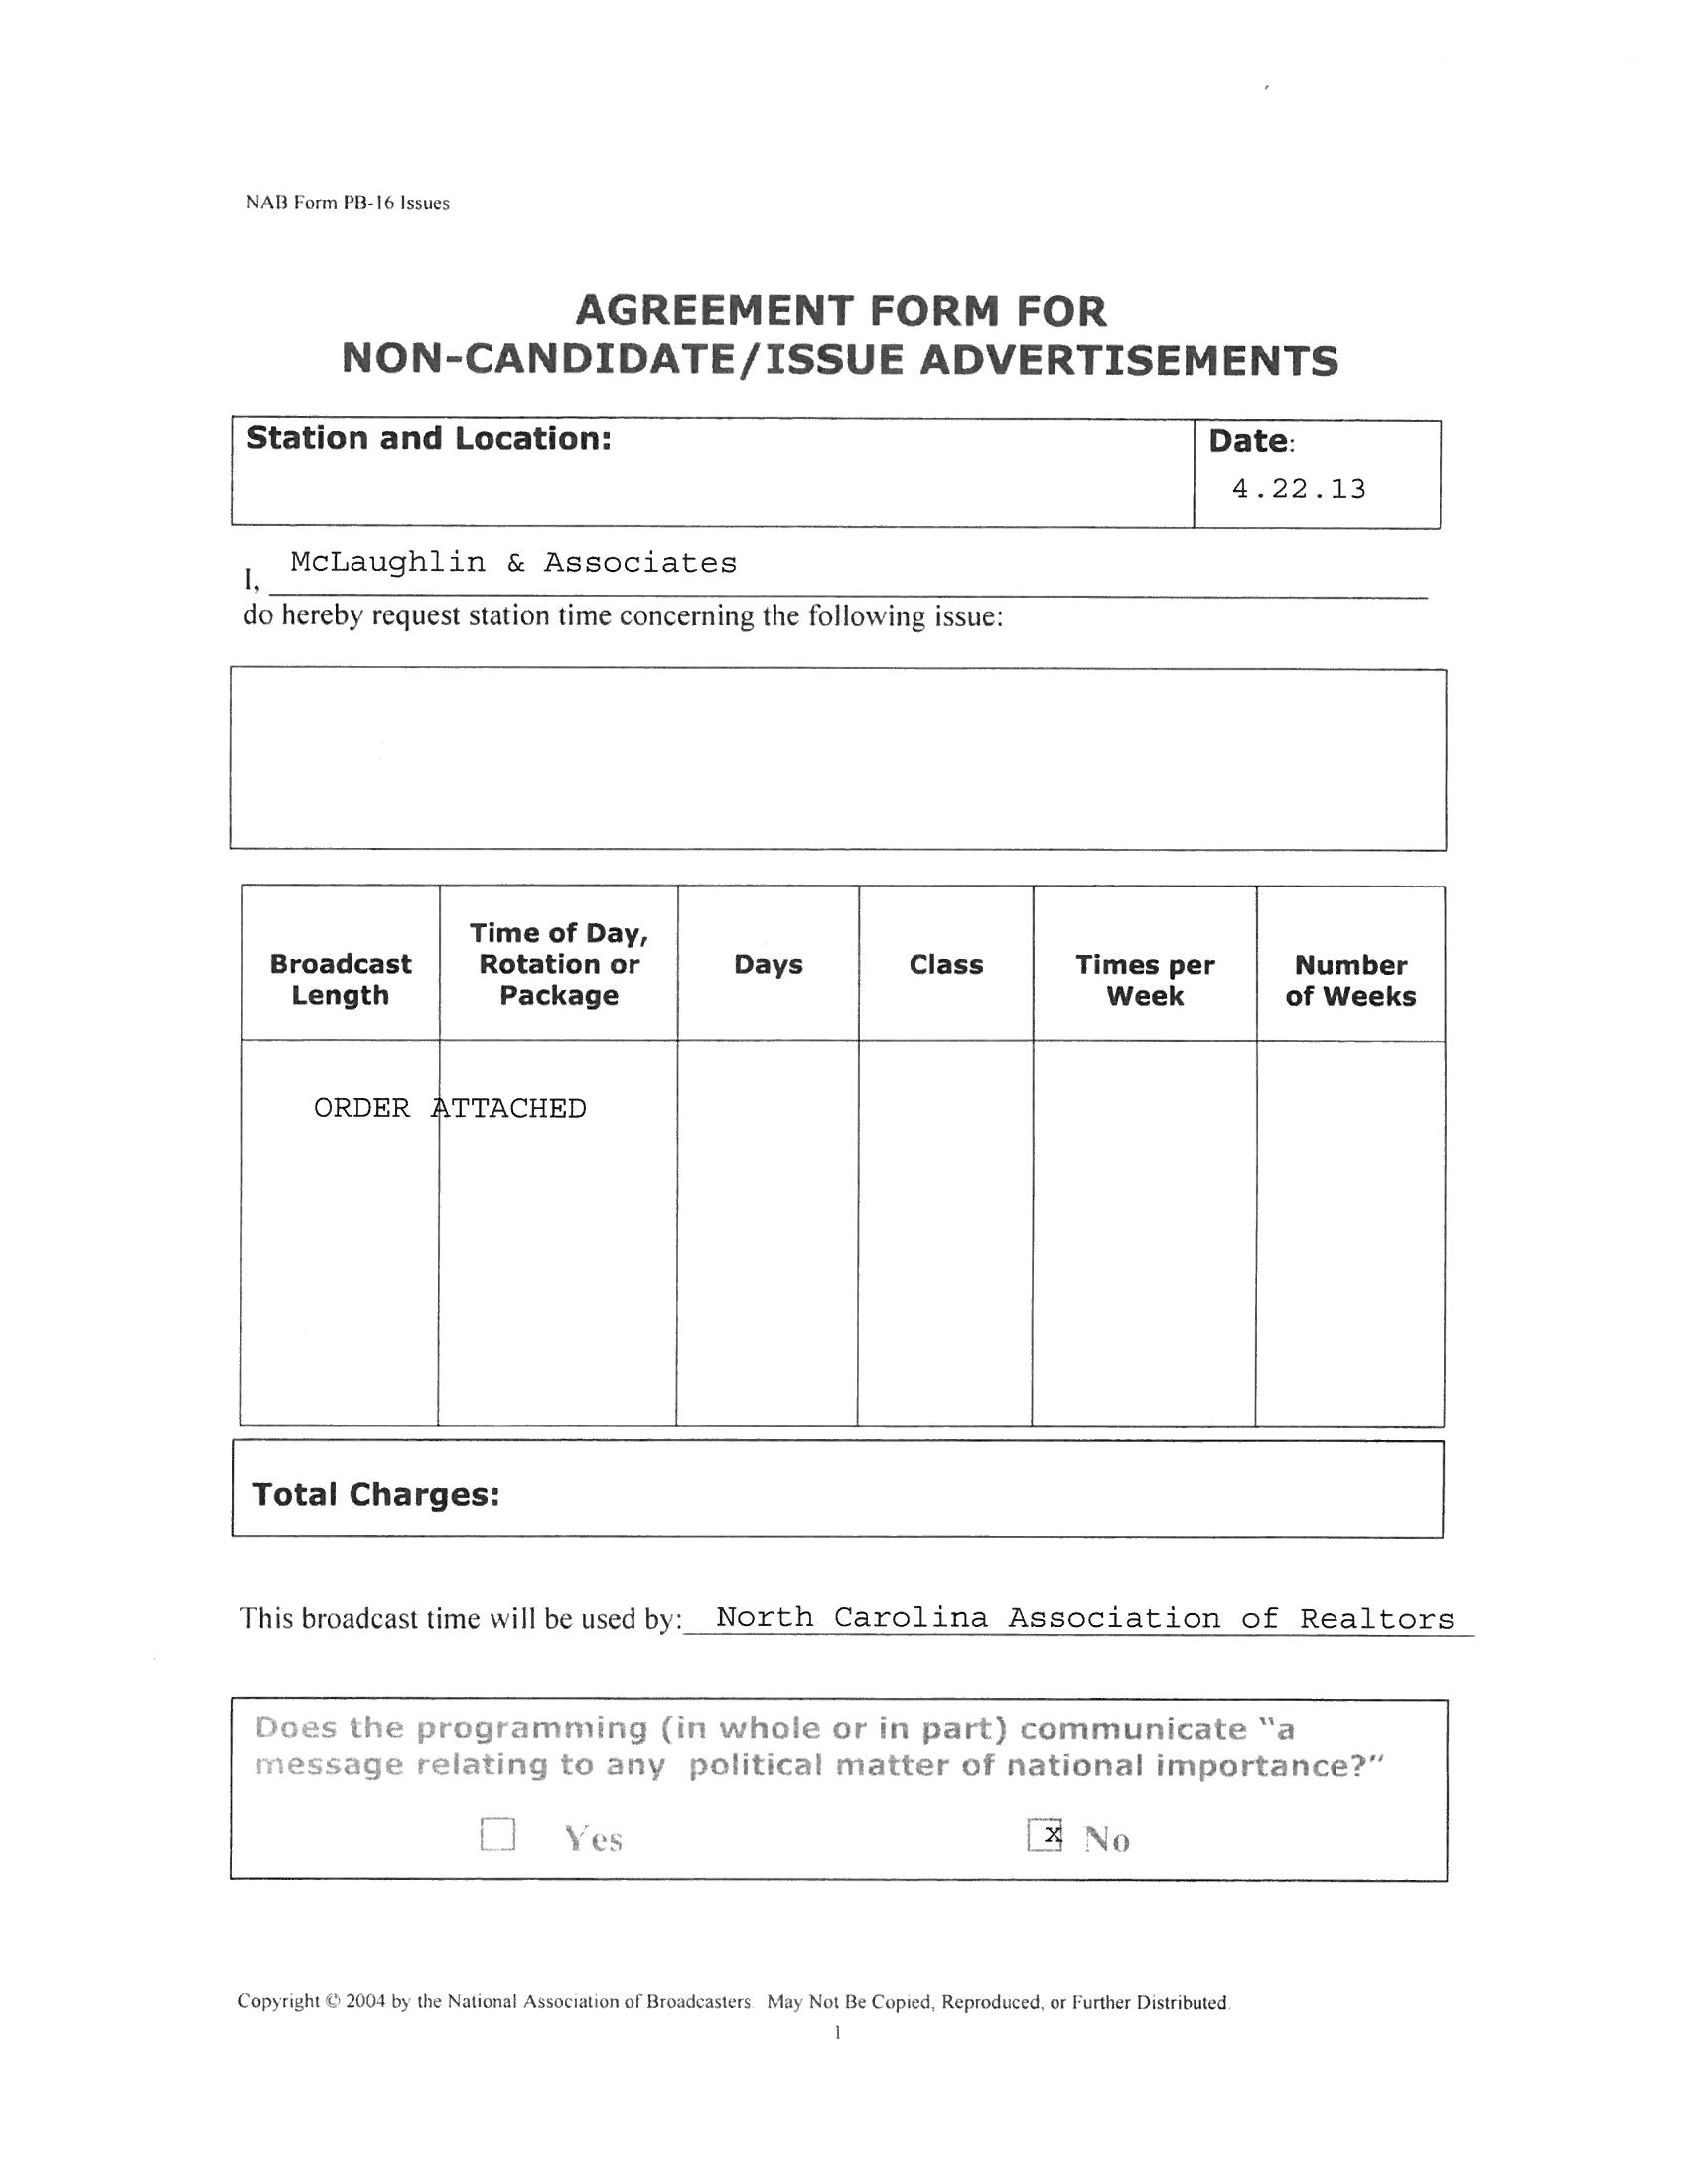 NAB Form PB-16 Issues
AGREEMENT FORM FOR
NON-CANDIDATE/ISSUE ADVERTISEMENTS
Station and Location:
Date:
4.22.13
I, McLaughlin & Associates
do hereby request station time concerning the following issue:
Broadcast Length
Time of Day, Rotation or Package
Days
Class
Times per Week
Number of Weeks
ORDER ATTACHED
Total Charges:
This broadcast time will be used by: North Carolina Association of Realtors
Does the programming (in whole or in part) communicate "a
message relating to any political matter of national importance?"
Yes
x No
Copyright © 2004 by the National Association of Broadcasters. May Not Be Copied, Reproduced, or Further Distributed.
1